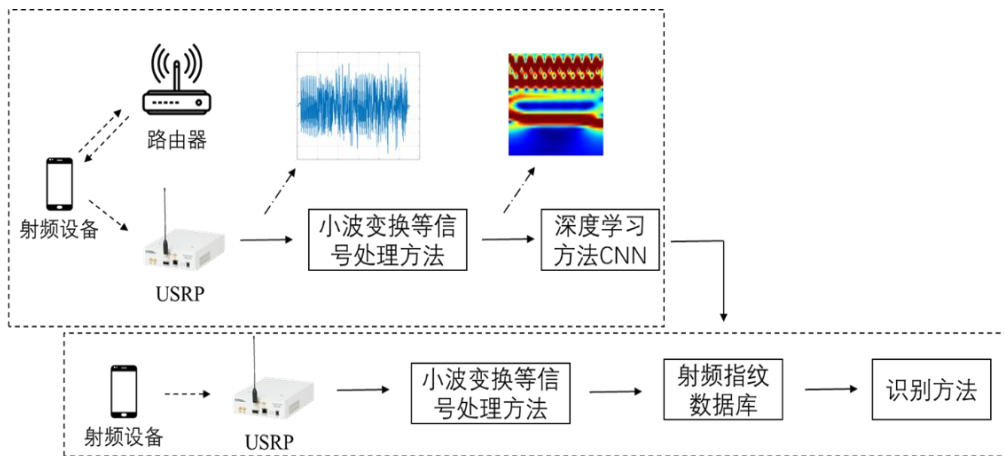 路由器
射频设备
USRP
小波变换等信
号处理方法
深度学习
方法CNN
射频设备
USRP
小波变换等信
号处理方法
射频指纹
数据库
识别方法